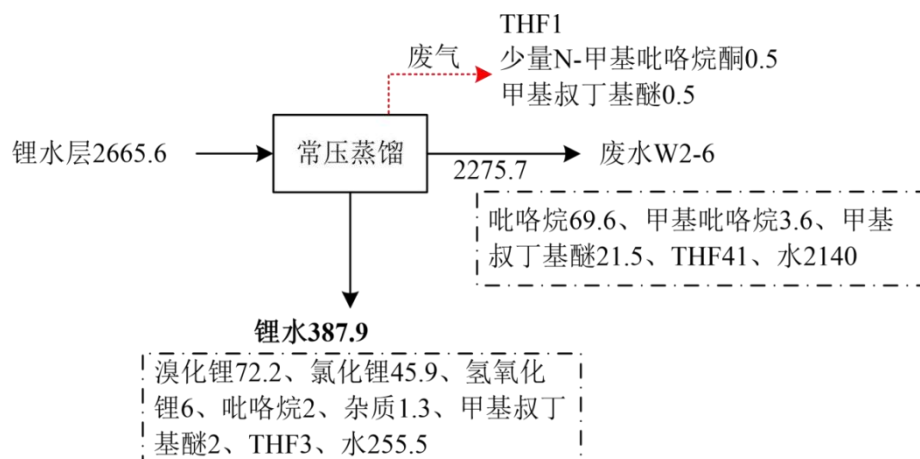 THF1
废气
少量N-甲基吡咯烷酮0.5
甲基叔丁基醚0.5
锂水层2665.6
常压蒸馏
2275.7
废水W2-6
吡咯烷69.6、甲基吡咯烷3.6、甲基
叔丁基醚21.5、THF41、水2140
锂水387.9
溴化锂72.2、氯化锂45.9、氢氧化
锂6、吡咯烷2、杂质1.3、甲基叔丁
基醚2、THF3、水255.5